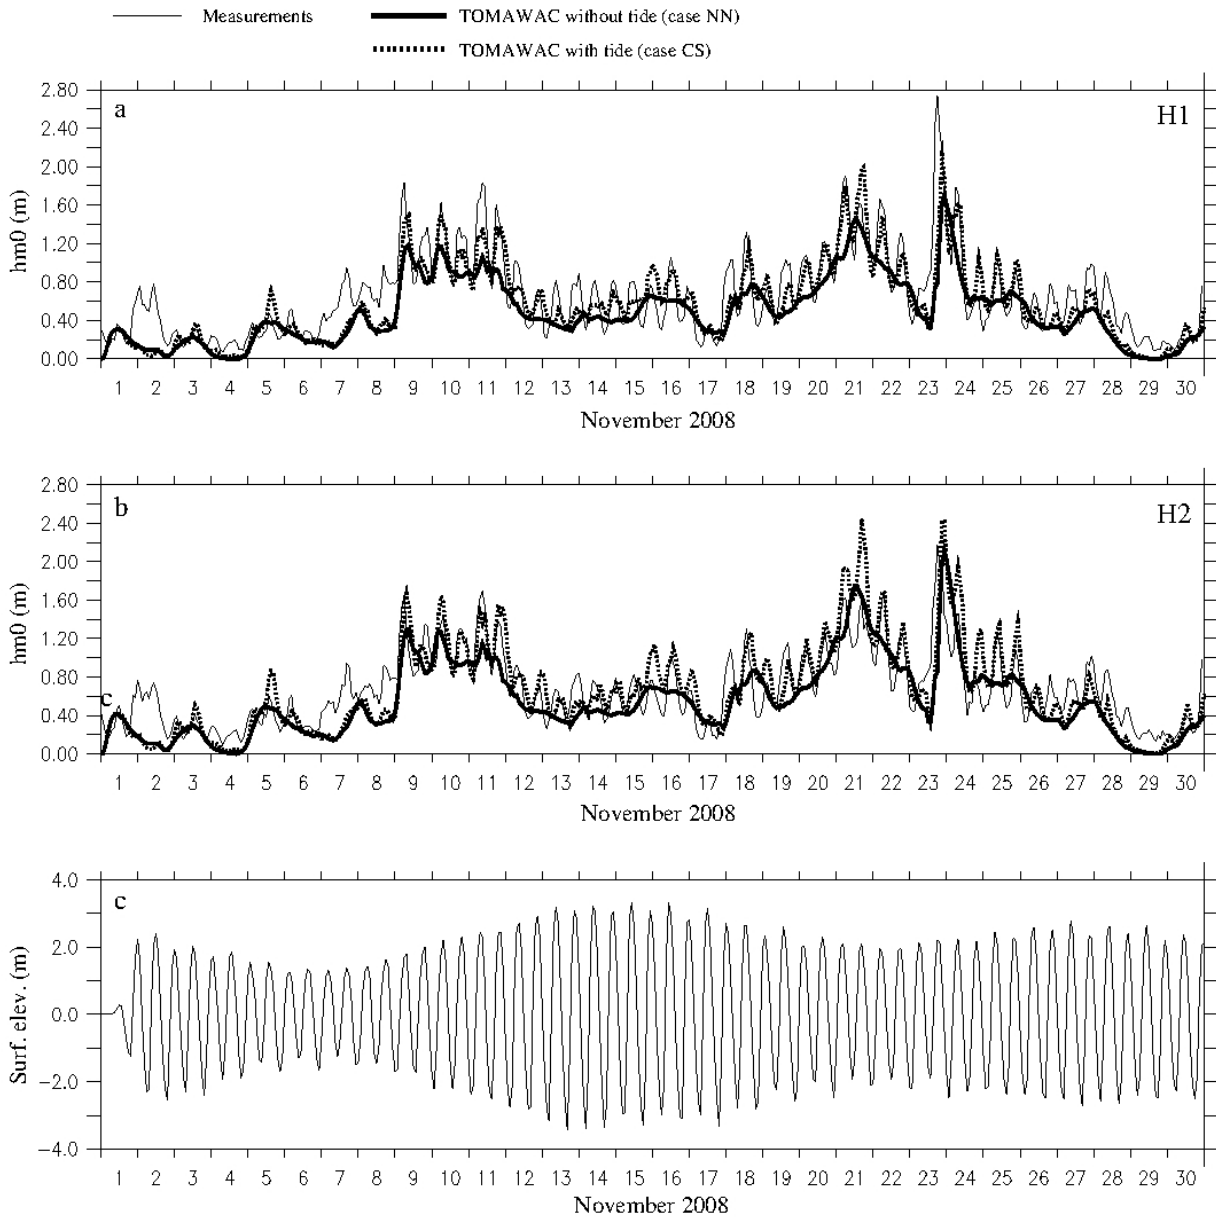 Measurements
TOMAWAC without tide (case NN)
TOMAWAC with tide (case CS)
a
H1
hm0 (m)
2.80
2.40
2.00
1.60
1.20
0.80
0.40
0.00
1 2 3 4 5 6 7 8 9 10 11 12 13 14 15 16 17 18 19 20 21 22 23 24 25 26 27 28 29 30
November 2008
b
H2
hm0 (m)
2.80
2.40
2.00
1.60
1.20
0.80
c
0.40
0.00
1 2 3 4 5 6 7 8 9 10 11 12 13 14 15 16 17 18 19 20 21 22 23 24 25 26 27 28 29 30
November 2008
c
Surf. elev. (m)
4.0
2.0
0.0
−2.0
−4.0
1 2 3 4 5 6 7 8 9 10 11 12 13 14 15 16 17 18 19 20 21 22 23 24 25 26 27 28 29 30
November 2008